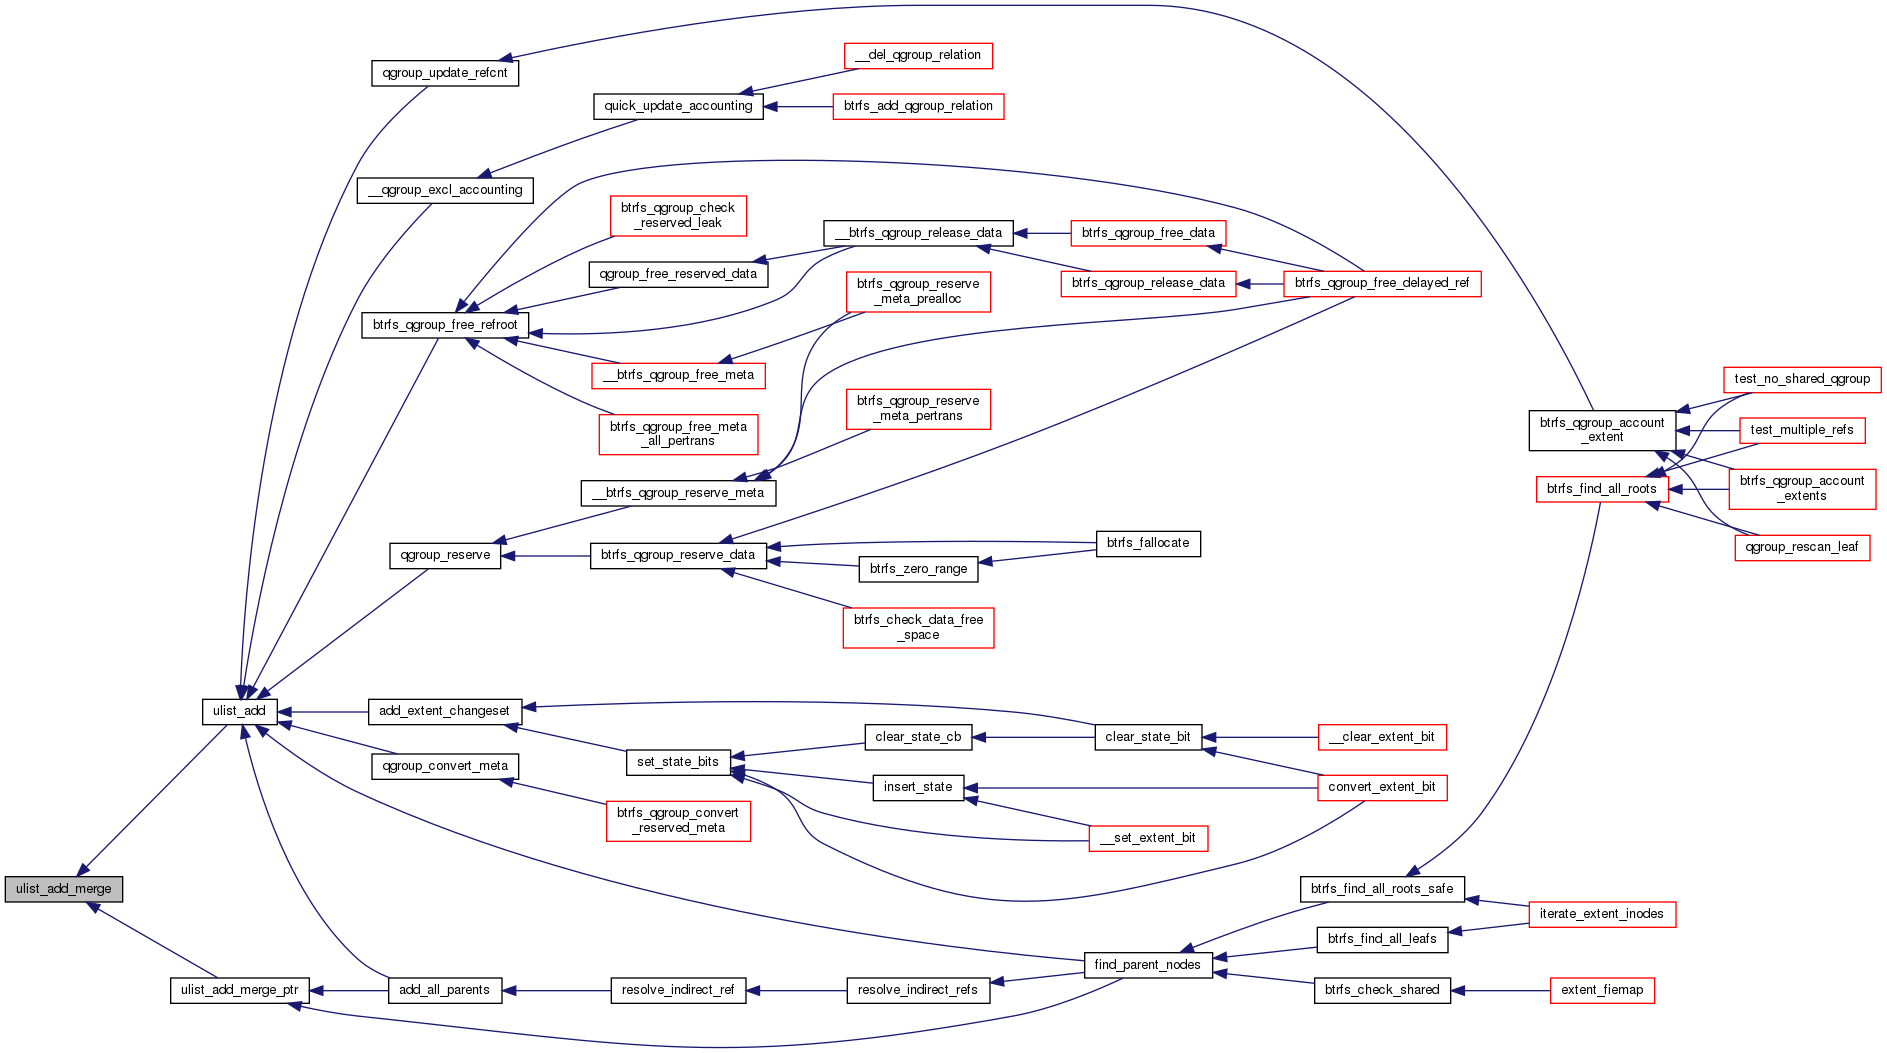 __del_qgroup_relation
qgroup_update_refcnt
quick_update_accounting
btrfs_add_qgroup_relation
__qgroup_excl_accounting
btrfs_qgroup_check
_reserved_leak
__btrfs_qgroup_release_data
btrfs_qgroup_free_data
qgroup_free_reserved_data
btrfs_qgroup_release_data
btrfs_qgroup_free_delayed_ref
btrfs_qgroup_reserve
_meta_prealloc
btrfs_qgroup_free_refroot
__btrfs_qgroup_free_meta
test_no_shared_qgroup
btrfs_qgroup_reserve
_meta_pertrans
btrfs_qgroup_free_meta
_all_pertrans
btrfs_qgroup_account
_extent
test_multiple_refs
__btrfs_qgroup_reserve_meta
btrfs_find_all_roots
btrfs_qgroup_account
_extents
qgroup_reserve
btrfs_qgroup_reserve_data
btrfs_fallocate
qgroup_rescan_leaf
btrfs_zero_range
btrfs_check_data_free
_space
ulist_add
add_extent_changeset
clear_state_cb
clear_state_bit
__clear_extent_bit
qgroup_convert_meta
set_state_bits
insert_state
convert_extent_bit
btrfs_qgroup_convert
_reserved_meta
__set_extent_bit
ulist_add_merge
btrfs_find_all_roots_safe
iterate_extent_inodes
btrfs_find_all_leafs
find_parent_nodes
ulist_add_merge_ptr
add_all_parents
resolve_indirect_ref
resolve_indirect_refs
btrfs_check_shared
extent_fiemap